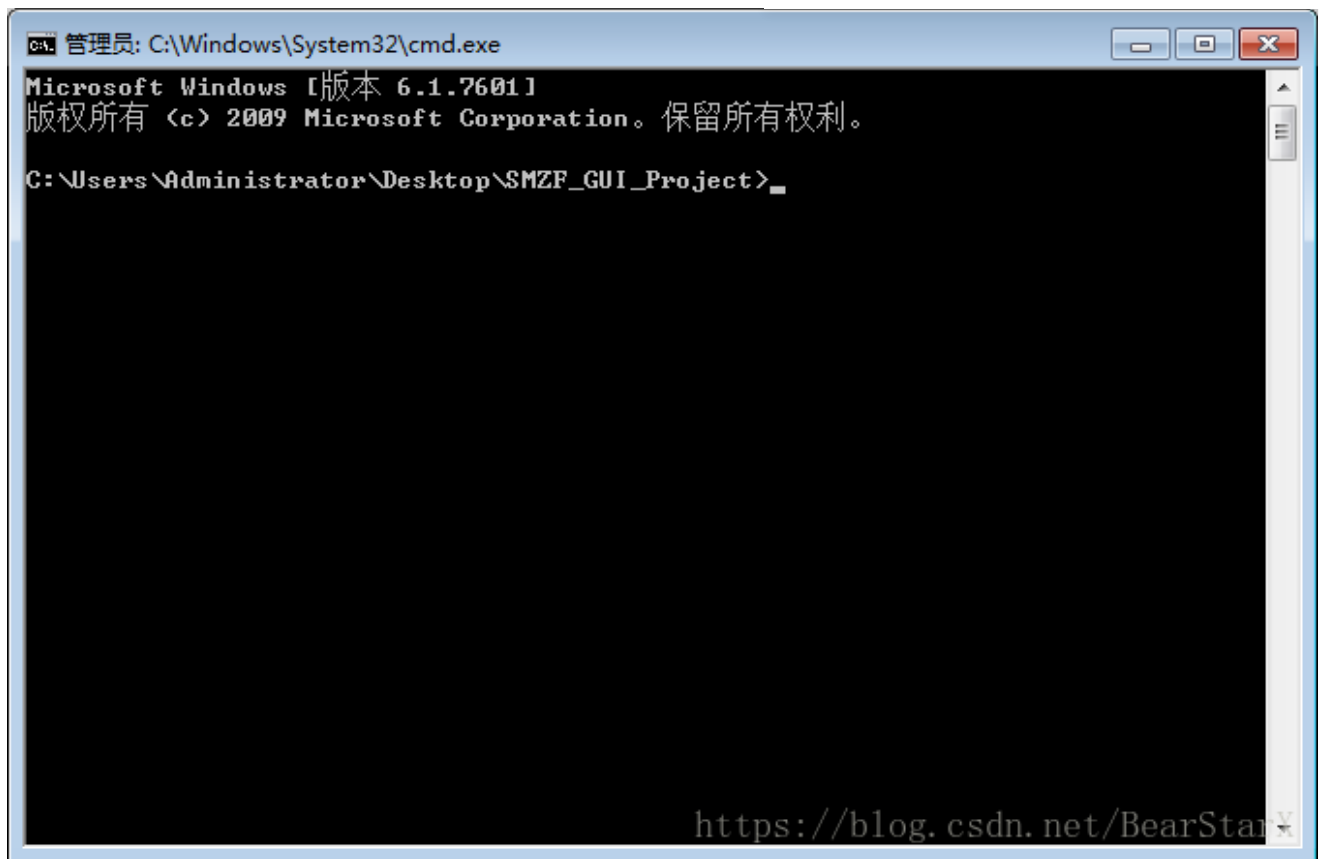 管理员: C:\Windows\System32\cmd.exe
Microsoft Windows [版本 6.1.7601]
版权所有 (c) 2009 Microsoft Corporation。保留所有权利。
C:\Users\Administrator\Desktop\SMZF_GUI_Project>_
https://blog.csdn.net/BearStarX